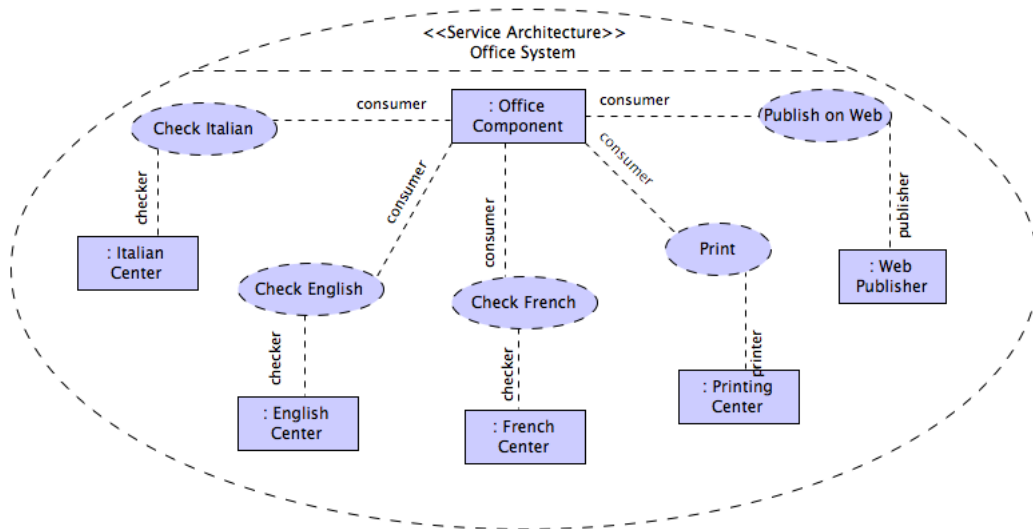 <<Service Architecture>>
Office System
consumer
: Office
Component
consumer
Publish on Web
Check Italian
checker
consumer
consumer
consumer
publisher
: Italian
Center
Print
: Web
Publisher
Check English
Check French
checker
checker
printer
: Printing
Center
: English
Center
: French
Center